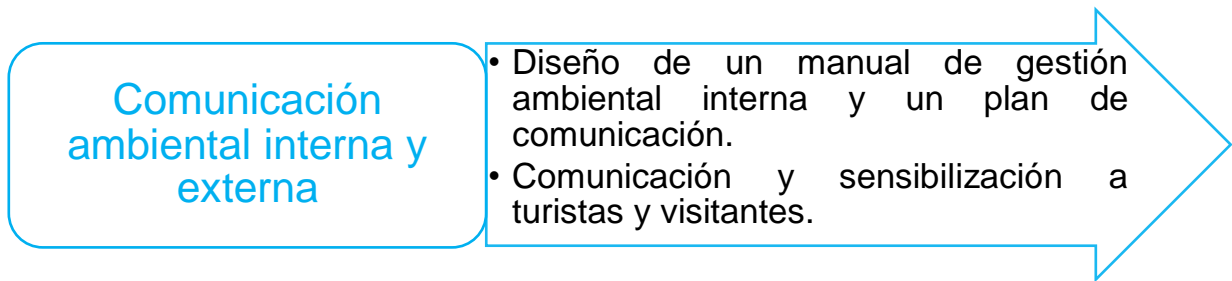 Comunicación
ambiental interna y
externa
• Diseño de un manual de gestión
ambiental interna y un plan de
comunicación.
• Comunicación y sensibilización a
turistas y visitantes.